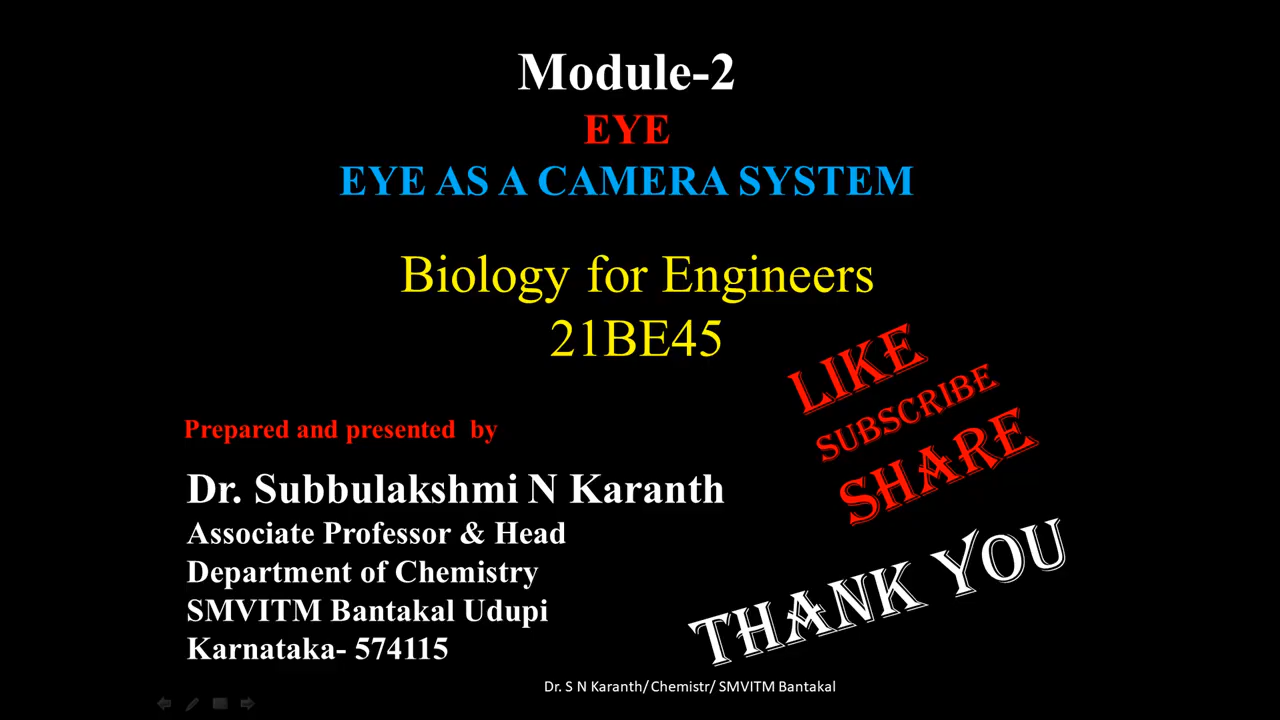 Module-2
EYE
EYE AS A CAMERA SYSTEM
Biology for Engineers
21BE45
LIKE
SUBSCRIBE
SHARE
Prepared and presented by
Dr. Subbulakshmi N Karanth
Associate Professor & Head
Department of Chemistry
SMVITM Bantakal Udupi
Karnataka- 574115
THANK YOU
Dr. S N Karanth/ Chemistr/ SMVITM Bantakal